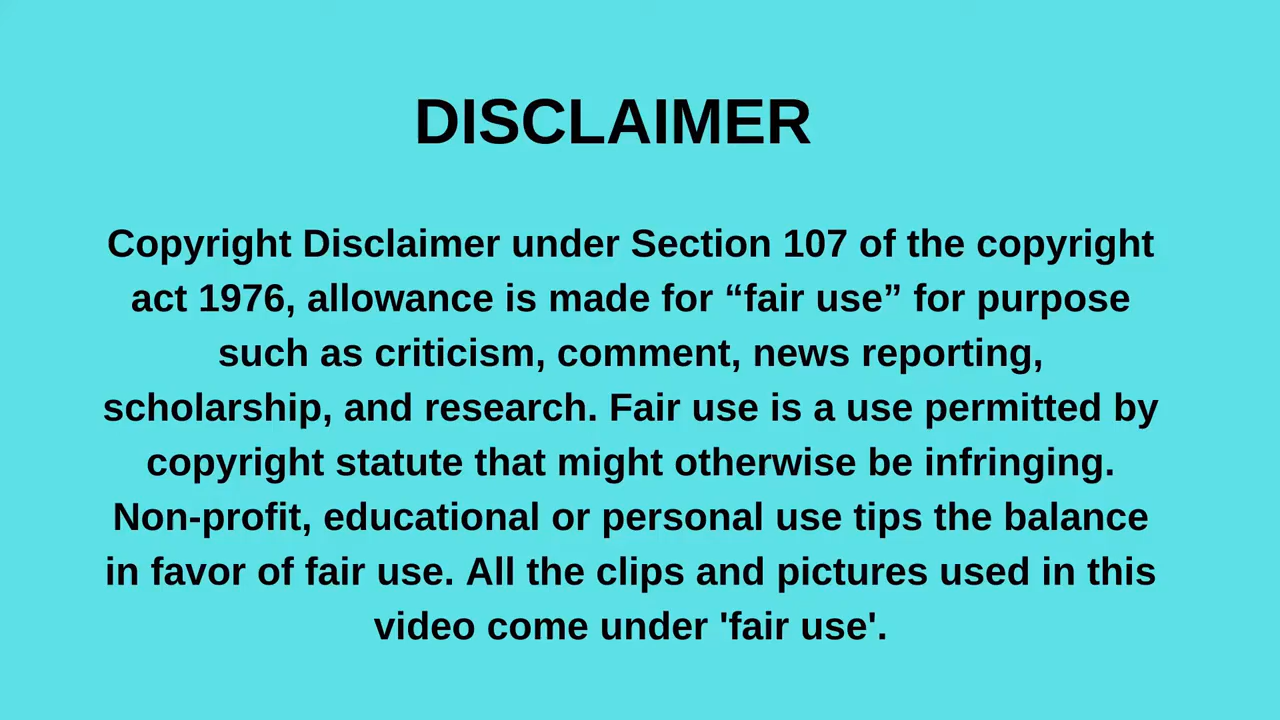 DISCLAIMER
Copyright Disclaimer under Section 107 of the copyright
act 1976, allowance is made for “fair use” for purpose
such as criticism, comment, news reporting,
scholarship, and research. Fair use is a use permitted by
copyright statute that might otherwise be infringing.
Non-profit, educational or personal use tips the balance
in favor of fair use. All the clips and pictures used in this
video come under 'fair use'.